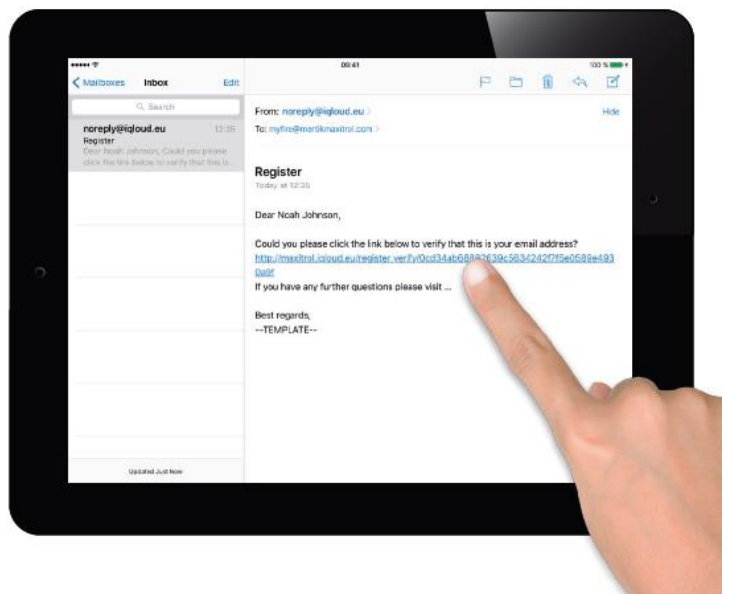 09:41
100 %
Mailboxes
Inbox
Edit
Search
noreply@iqloud.eu
12:35
Register
Dear Noah Johnson, Could you please
click the link below to verify that this is...
Updated Just Now
From: noreply@iqloud.eu
Hide
To: myfire@mertikmaxitrol.com
Register
Today at 12:35
Dear Noah Johnson,
Could you please click the link below to verify that this is your email address?
If you have any further questions please visit ...
Best regards,
--TEMPLATE--